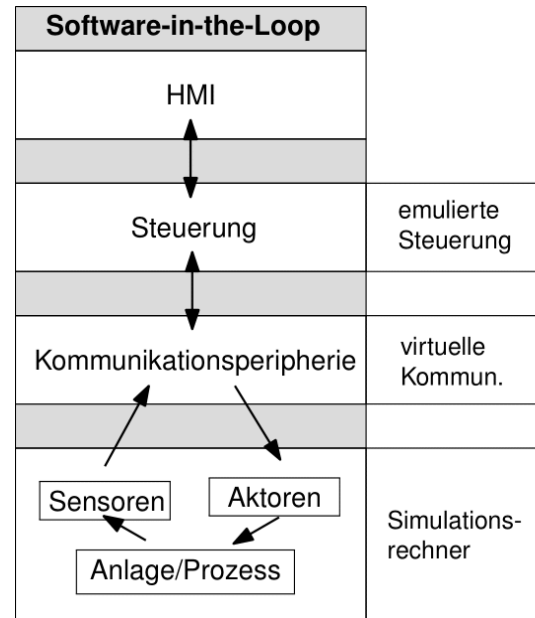 Software-in-the-Loop
HMI
Steuerung
emulierte
Steuerung
Kommunikationsperipherie
virtuelle
Kommun.
Sensoren
Aktoren
Anlage/Prozess
Simulations-
rechner